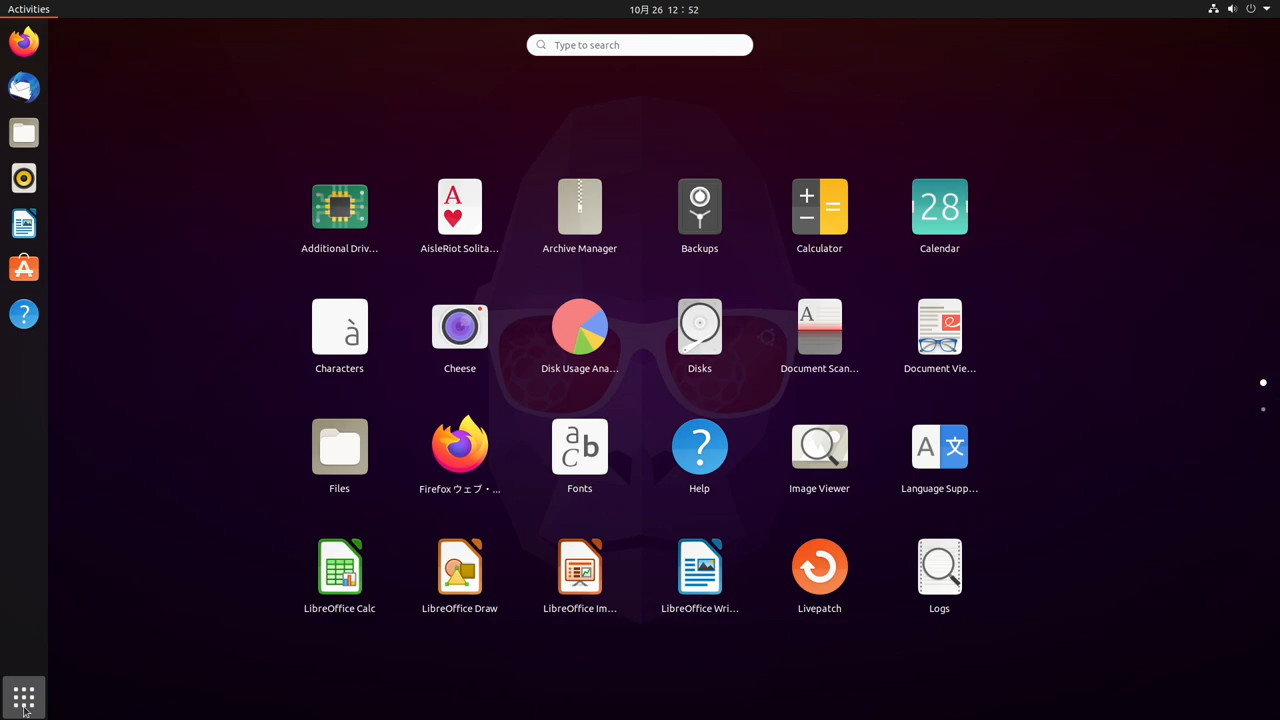 Activities
10月 26 12：52
Type to search
Additional Driv...
AisleRiot Solita...
Archive Manager
Backups
Calculator
28
Calendar
à
Characters
Cheese
Disk Usage Ana...
Disks
A
Document Scan...
Document Vie...
Files
Firefox ウェブ・...
a b c
Fonts
?
Help
Image Viewer
A 文
Language Supp...
LibreOffice Calc
LibreOffice Draw
LibreOffice Im...
LibreOffice Wri...
Livepatch
Logs